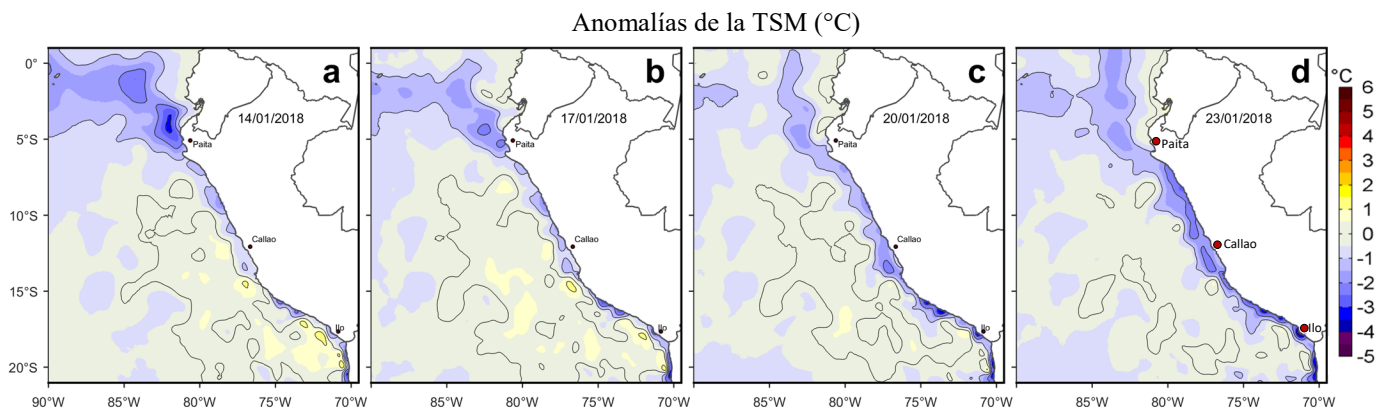 Anomalías de la TSM (°C)
a
b
c
d
14/01/2018
17/01/2018
20/01/2018
23/01/2018
Paita
Paita
Paita
Paita
Callao
Callao
Callao
Callao
Ilo
Ilo
Ilo
Ilo
0°
5°S
10°S
15°S
20°S
90°W 85°W 80°W 75°W 70°W
85°W 80°W 75°W 70°W
85°W 80°W 75°W 70°W
85°W 80°W 75°W 70°W
°C
6
5
4
3
2
1
0
-1
-2
-3
-4
-5